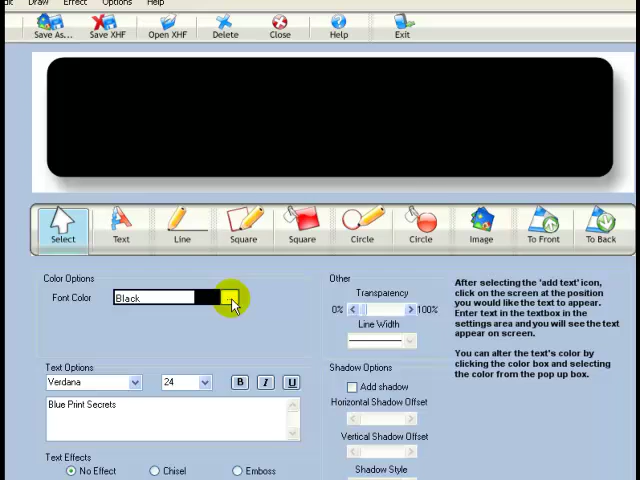 Draw Effect Options Help
Save As... Save XHF Open XHF Delete Close Help Exit
Select Text Line Square Square Circle Circle Image To Front To Back
Color Options
Font Color Black ...
Other
Transparency
0% 100%
Line Width
After selecting the 'add text' icon,
click on the screen at the position
you would like the text to appear.
Enter text in the textbox in the
settings area and you will see the text
appear on screen.
You can alter the text's color by
clicking the color box and selecting
the color from the pop up box.
Text Options
Verdana 24 B I U
Blue Print Secrets
Text Effects
No Effect Chisel Emboss
Shadow Options
Add shadow
Horizontal Shadow Offset
Vertical Shadow Offset
Shadow Style